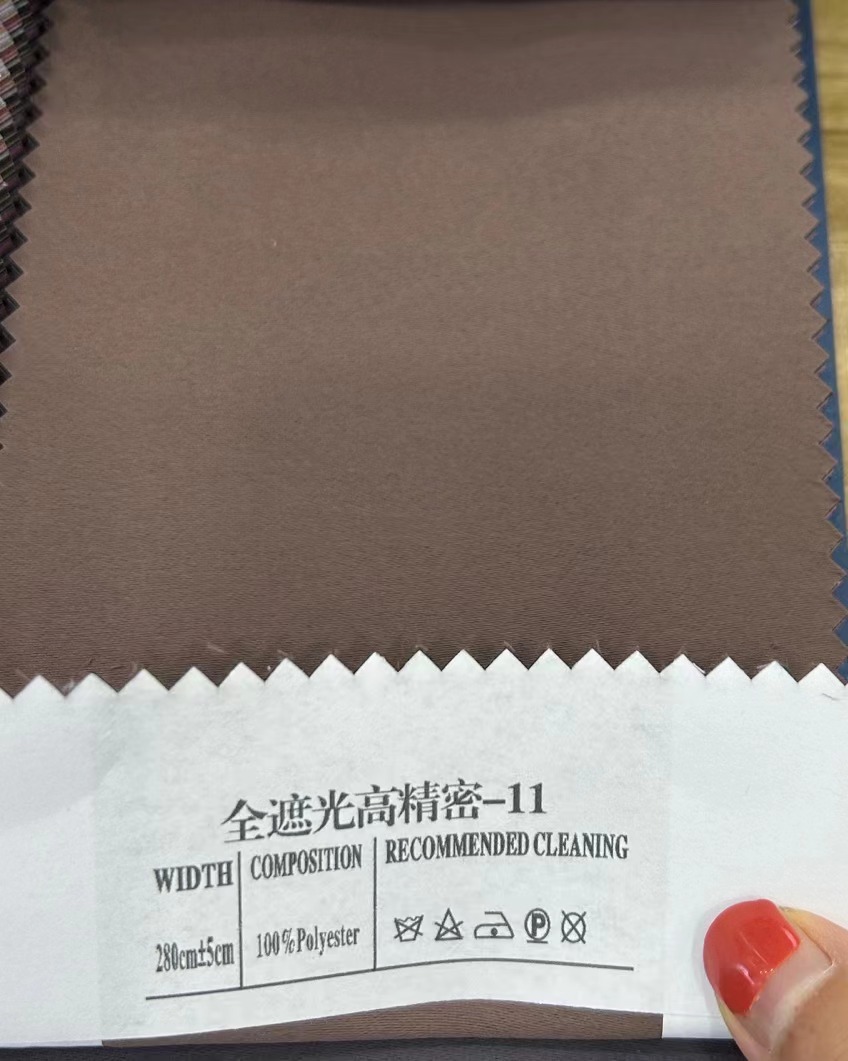 全遮光高精密-11
WIDTH COMPOSITION RECOMMENDED CLEANING
280cm±5cm 100%Polyester P